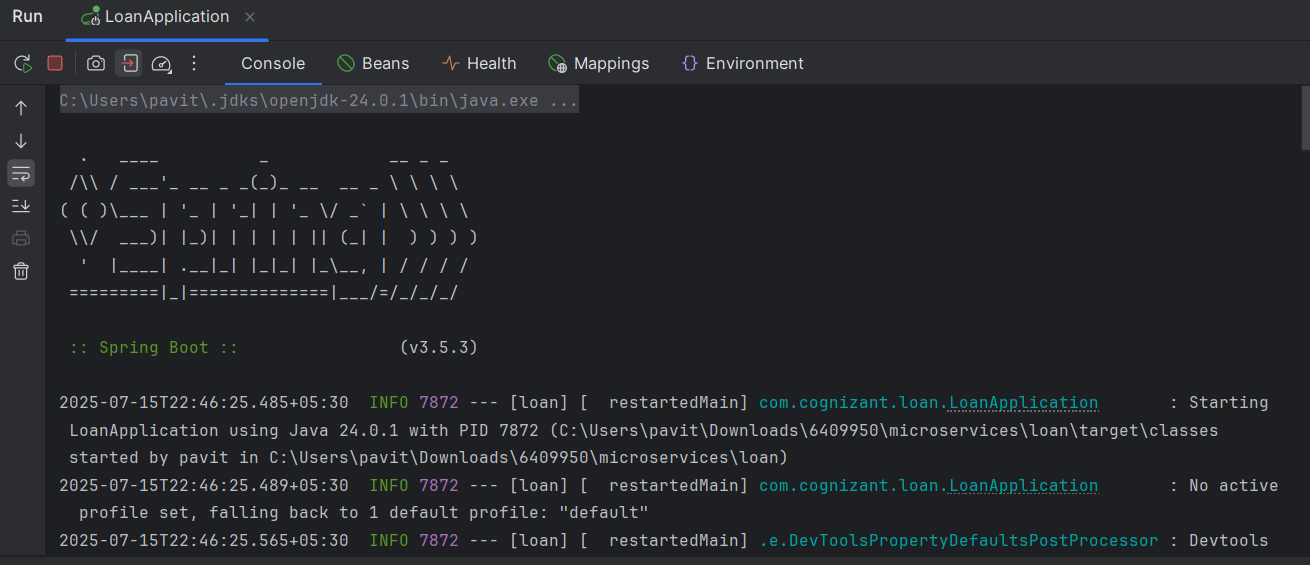 Run LoanApplication
Console Beans Health Mappings Environment
C:\Users\pavit\.jdks\openjdk-24.0.1\bin\java.exe ...
  .   ____          _            __ _ _
 /\\ / ___'_ __ _ _(_)_ __  __ _ \ \ \ \
( ( )\___ | '_ | '_| | '_ \/ _` | \ \ \ \
 \\/  ___)| |_)| | | | | || (_| |  ) ) ) )
  '  |____| .__|_| |_|_| |_\__, | / / / /
 =========|_|==============|___/=/_/_/_/
 :: Spring Boot ::                (v3.5.3)
2025-07-15T22:46:25.485+05:30  INFO 7872 --- [loan] [  restartedMain] com.cognizant.loan.LoanApplication       : Starting
 LoanApplication using Java 24.0.1 with PID 7872 (C:\Users\pavit\Downloads\6409950\microservices\loan\target\classes
 started by pavit in C:\Users\pavit\Downloads\6409950\microservices\loan)
2025-07-15T22:46:25.489+05:30  INFO 7872 --- [loan] [  restartedMain] com.cognizant.loan.LoanApplication       : No active
  profile set, falling back to 1 default profile: "default"
2025-07-15T22:46:25.565+05:30  INFO 7872 --- [loan] [  restartedMain] .e.DevToolsPropertyDefaultsPostProcessor : Devtools